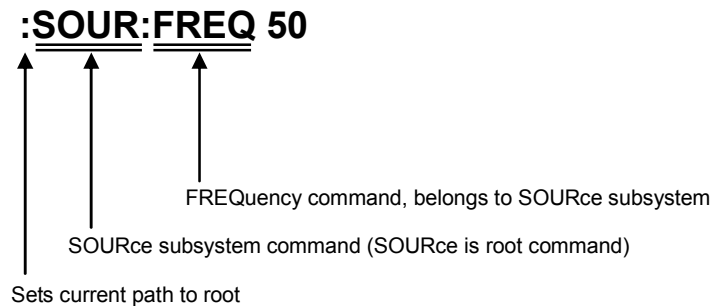 :SOUR:FREQ 50
FREQuency command, belongs to SOURce subsystem
SOURce subsystem command (SOURce is root command)
Sets current path to root